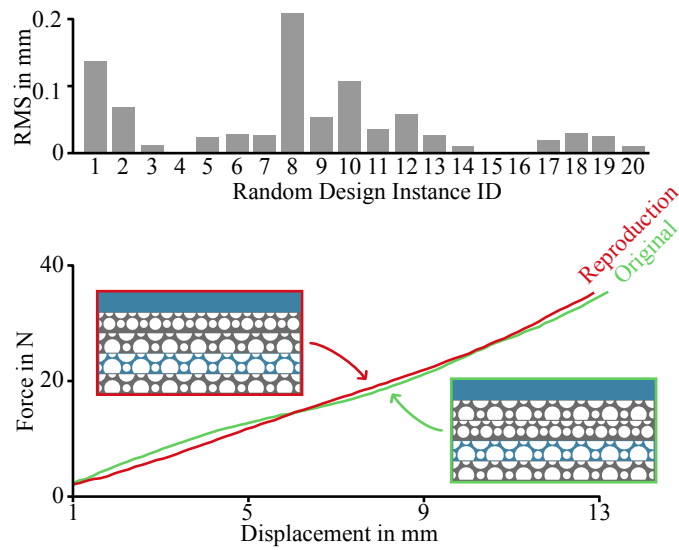 0.2
0.1
0
RMS in mm
1 2 3 4 5 6 7 8 9 10 11 12 13 14 15 16 17 18 19 20
Random Design Instance ID
Reproduction
Original
40
20
0
Force in N
1 5 9 13
Displacement in mm